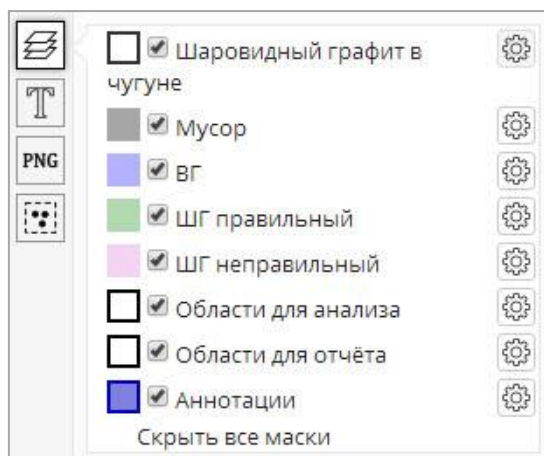 Шаровидный графит в
чугуне
T
Мусор
PNG
ВГ
ШГ правильный
ШГ неправильный
Области для анализа
Области для отчёта
Аннотации
Скрыть все маски